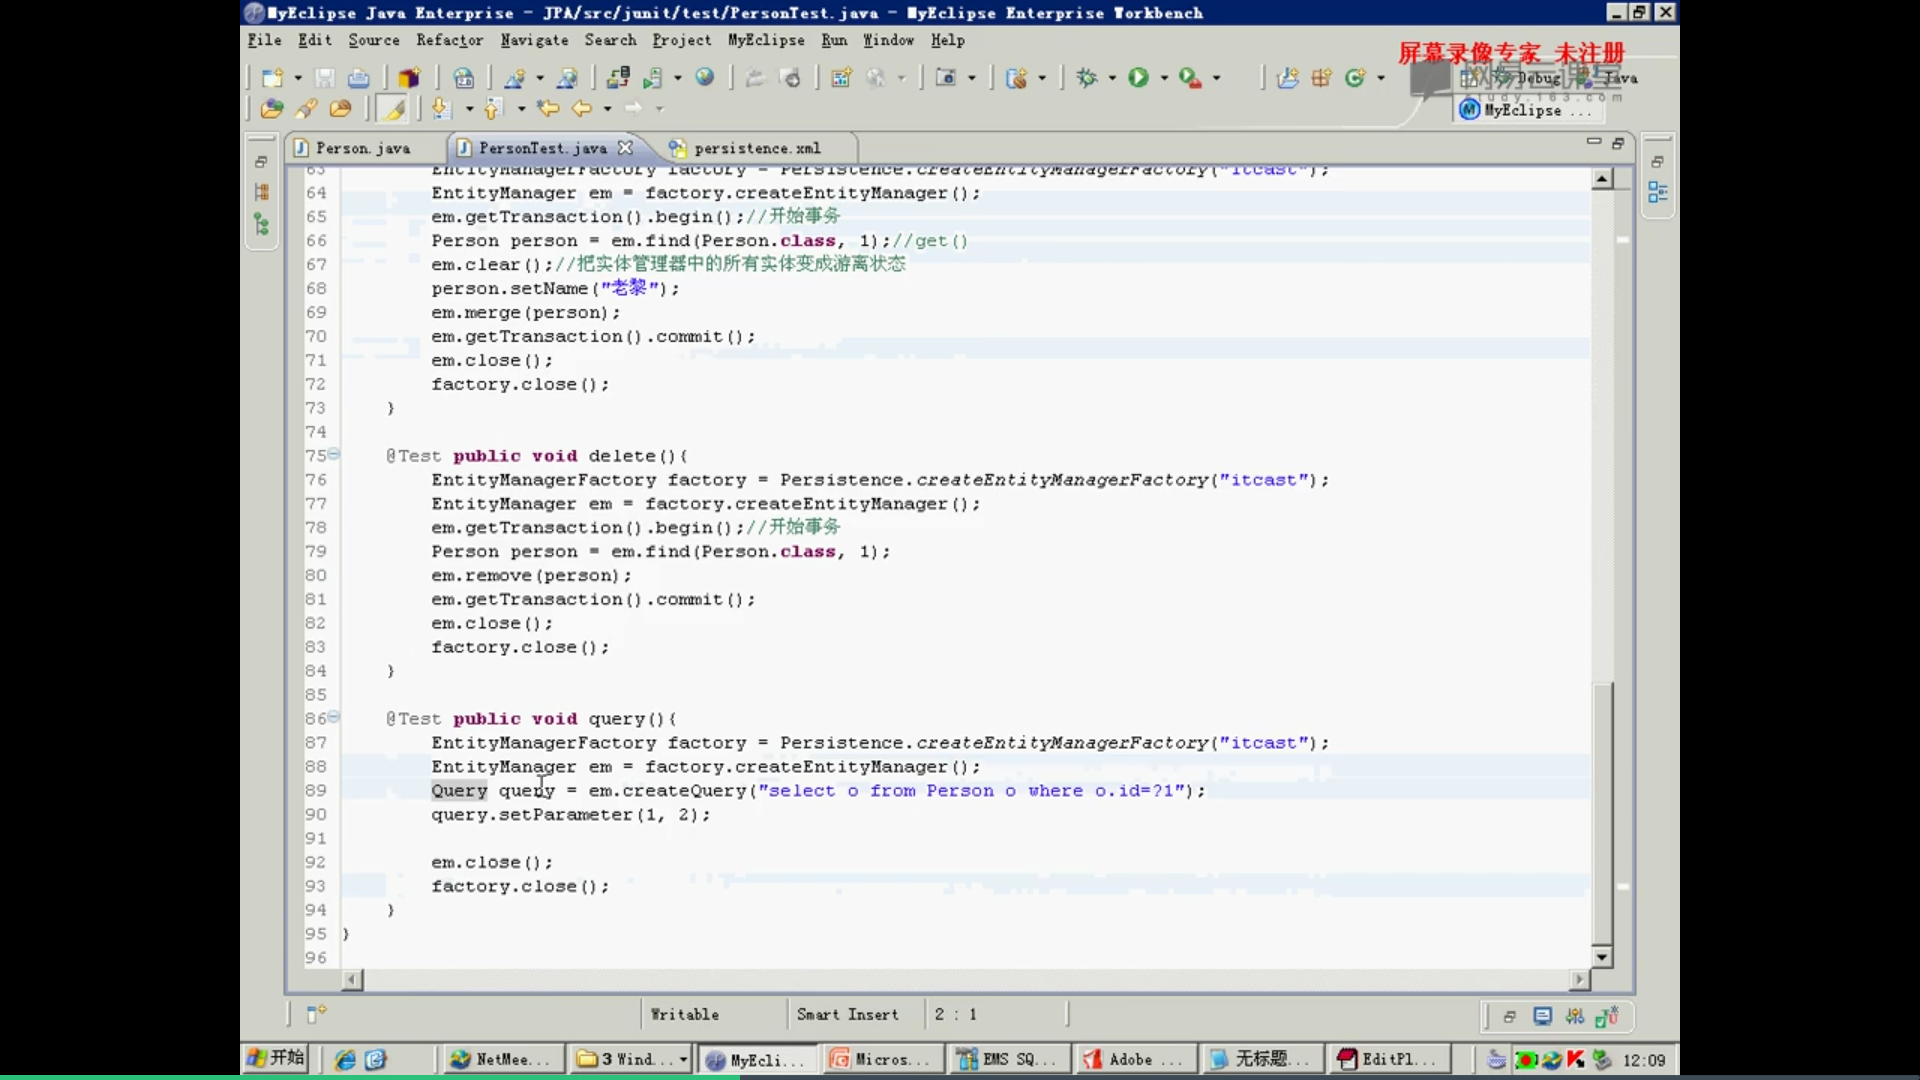 MyEclipse Java Enterprise - JPA/src/junit/test/PersonTest.java - MyEclipse Enterprise Workbench
File Edit Source Refactor Navigate Search Project MyEclipse Run Window Help
屏幕录像专家 未注册
网易云课堂
Debug Java
study.163.com
MyEclipse ...
Person.java PersonTest.java persistence.xml
63 EntityManagerFactory factory = Persistence.createEntityManagerFactory("itcast");
64 EntityManager em = factory.createEntityManager();
65 em.getTransaction().begin();//开始事务
66 Person person = em.find(Person.class, 1);//get()
67 em.clear();//把实体管理器中的所有实体变成游离状态
68 person.setName("老黎");
69 em.merge(person);
70 em.getTransaction().commit();
71 em.close();
72 factory.close();
73 }
74
75 @Test public void delete(){
76 EntityManagerFactory factory = Persistence.createEntityManagerFactory("itcast");
77 EntityManager em = factory.createEntityManager();
78 em.getTransaction().begin();//开始事务
79 Person person = em.find(Person.class, 1);
80 em.remove(person);
81 em.getTransaction().commit();
82 em.close();
83 factory.close();
84 }
85
86 @Test public void query(){
87 EntityManagerFactory factory = Persistence.createEntityManagerFactory("itcast");
88 EntityManager em = factory.createEntityManager();
89 Query query = em.createQuery("select o from Person o where o.id=?1");
90 query.setParameter(1, 2);
91
92 em.close();
93 factory.close();
94 }
95 }
96
Writable Smart Insert 2 : 1
开始 NetMee... 3 Wind... MyEcli... Micros... EMS SQ... Adobe ... 无标题... EditPl... 12:09